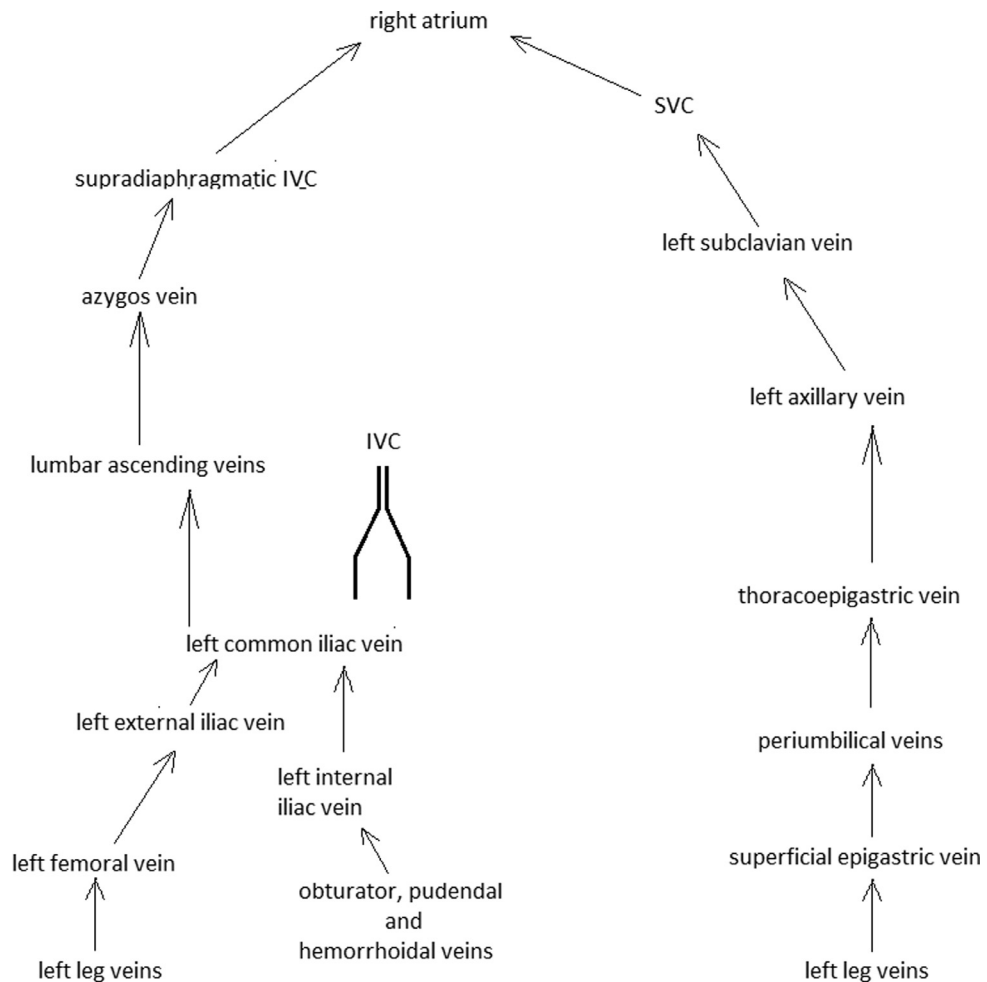 right atrium
SVC
supradiaphragmatic IVC
left subclavian vein
azygos vein
left axillary vein
IVC
lumbar ascending veins
thoracoepigastric vein
left common iliac vein
left external iliac vein
periumbilical veins
left internal
iliac vein
left femoral vein
superficial epigastric vein
obturator, pudendal
and
hemorrhoidal veins
left leg veins
left leg veins